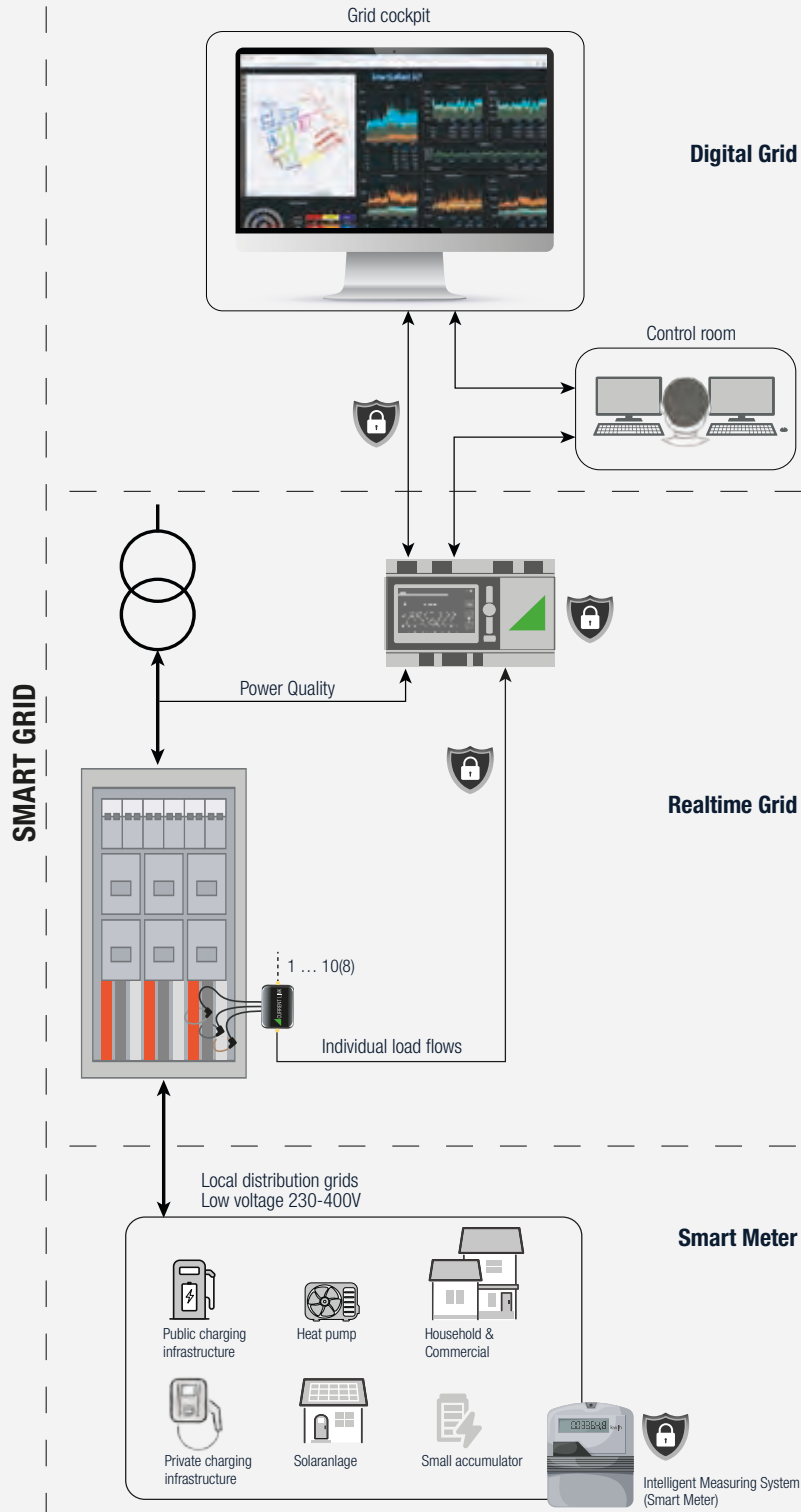 Grid cockpit
Digital Grid
Control room
SMART GRID
Power Quality
Realtime Grid
1 … 10(8)
CURRENT LINK
Individual load flows
Local distribution grids
Low voltage 230-400V
Smart Meter
Public charging
infrastructure
Heat pump
Household &
Commercial
Private charging
infrastructure
Solaranlage
Small accumulator
Intelligent Measuring System
(Smart Meter)